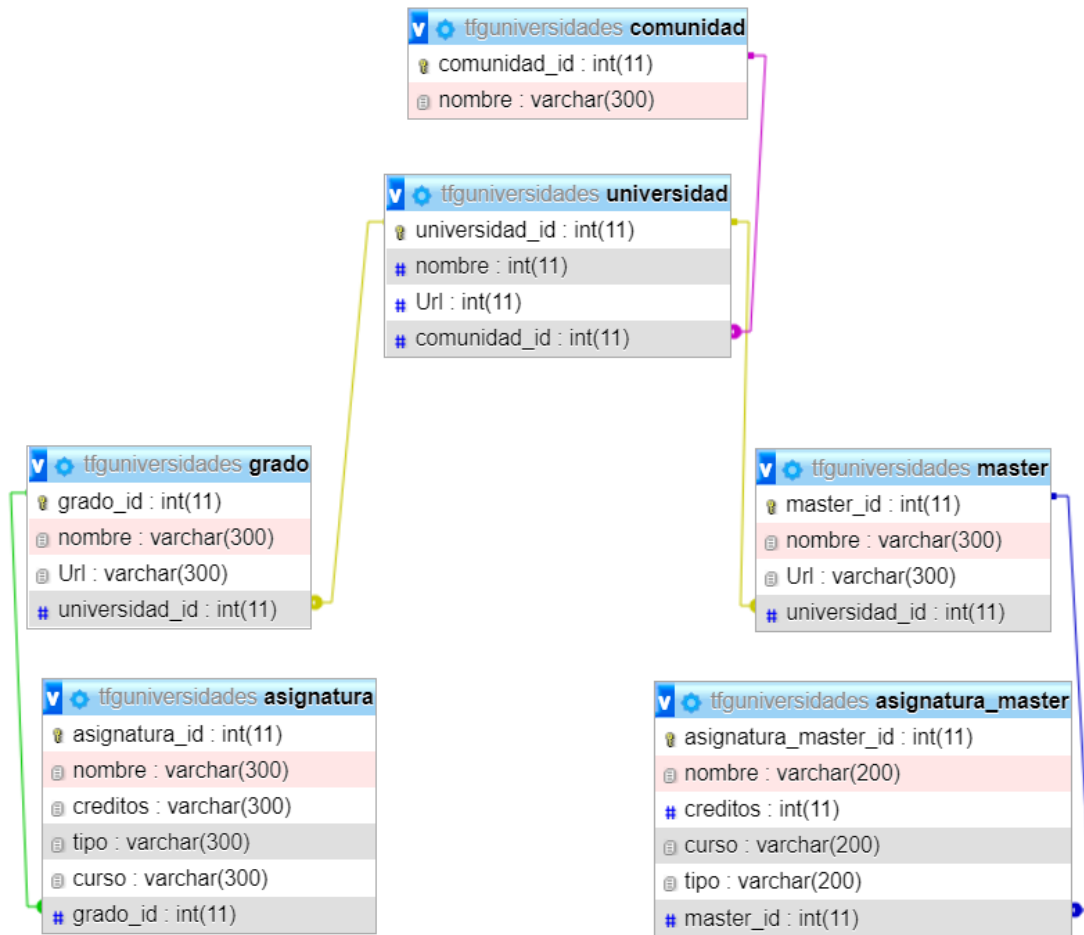 v tfguniversidades comunidad
comunidad_id : int(11)
nombre : varchar(300)
v tfguniversidades universidad
universidad_id : int(11)
# nombre : int(11)
# Url : int(11)
# comunidad_id : int(11)
v tfguniversidades grado
grado_id : int(11)
nombre : varchar(300)
Url : varchar(300)
# universidad_id : int(11)
v tfguniversidades master
master_id : int(11)
nombre : varchar(300)
Url : varchar(300)
# universidad_id : int(11)
v tfguniversidades asignatura
asignatura_id : int(11)
nombre : varchar(300)
creditos : varchar(300)
tipo : varchar(300)
curso : varchar(300)
# grado_id : int(11)
v tfguniversidades asignatura_master
asignatura_master_id : int(11)
nombre : varchar(200)
# creditos : int(11)
curso : varchar(200)
tipo : varchar(200)
# master_id : int(11)